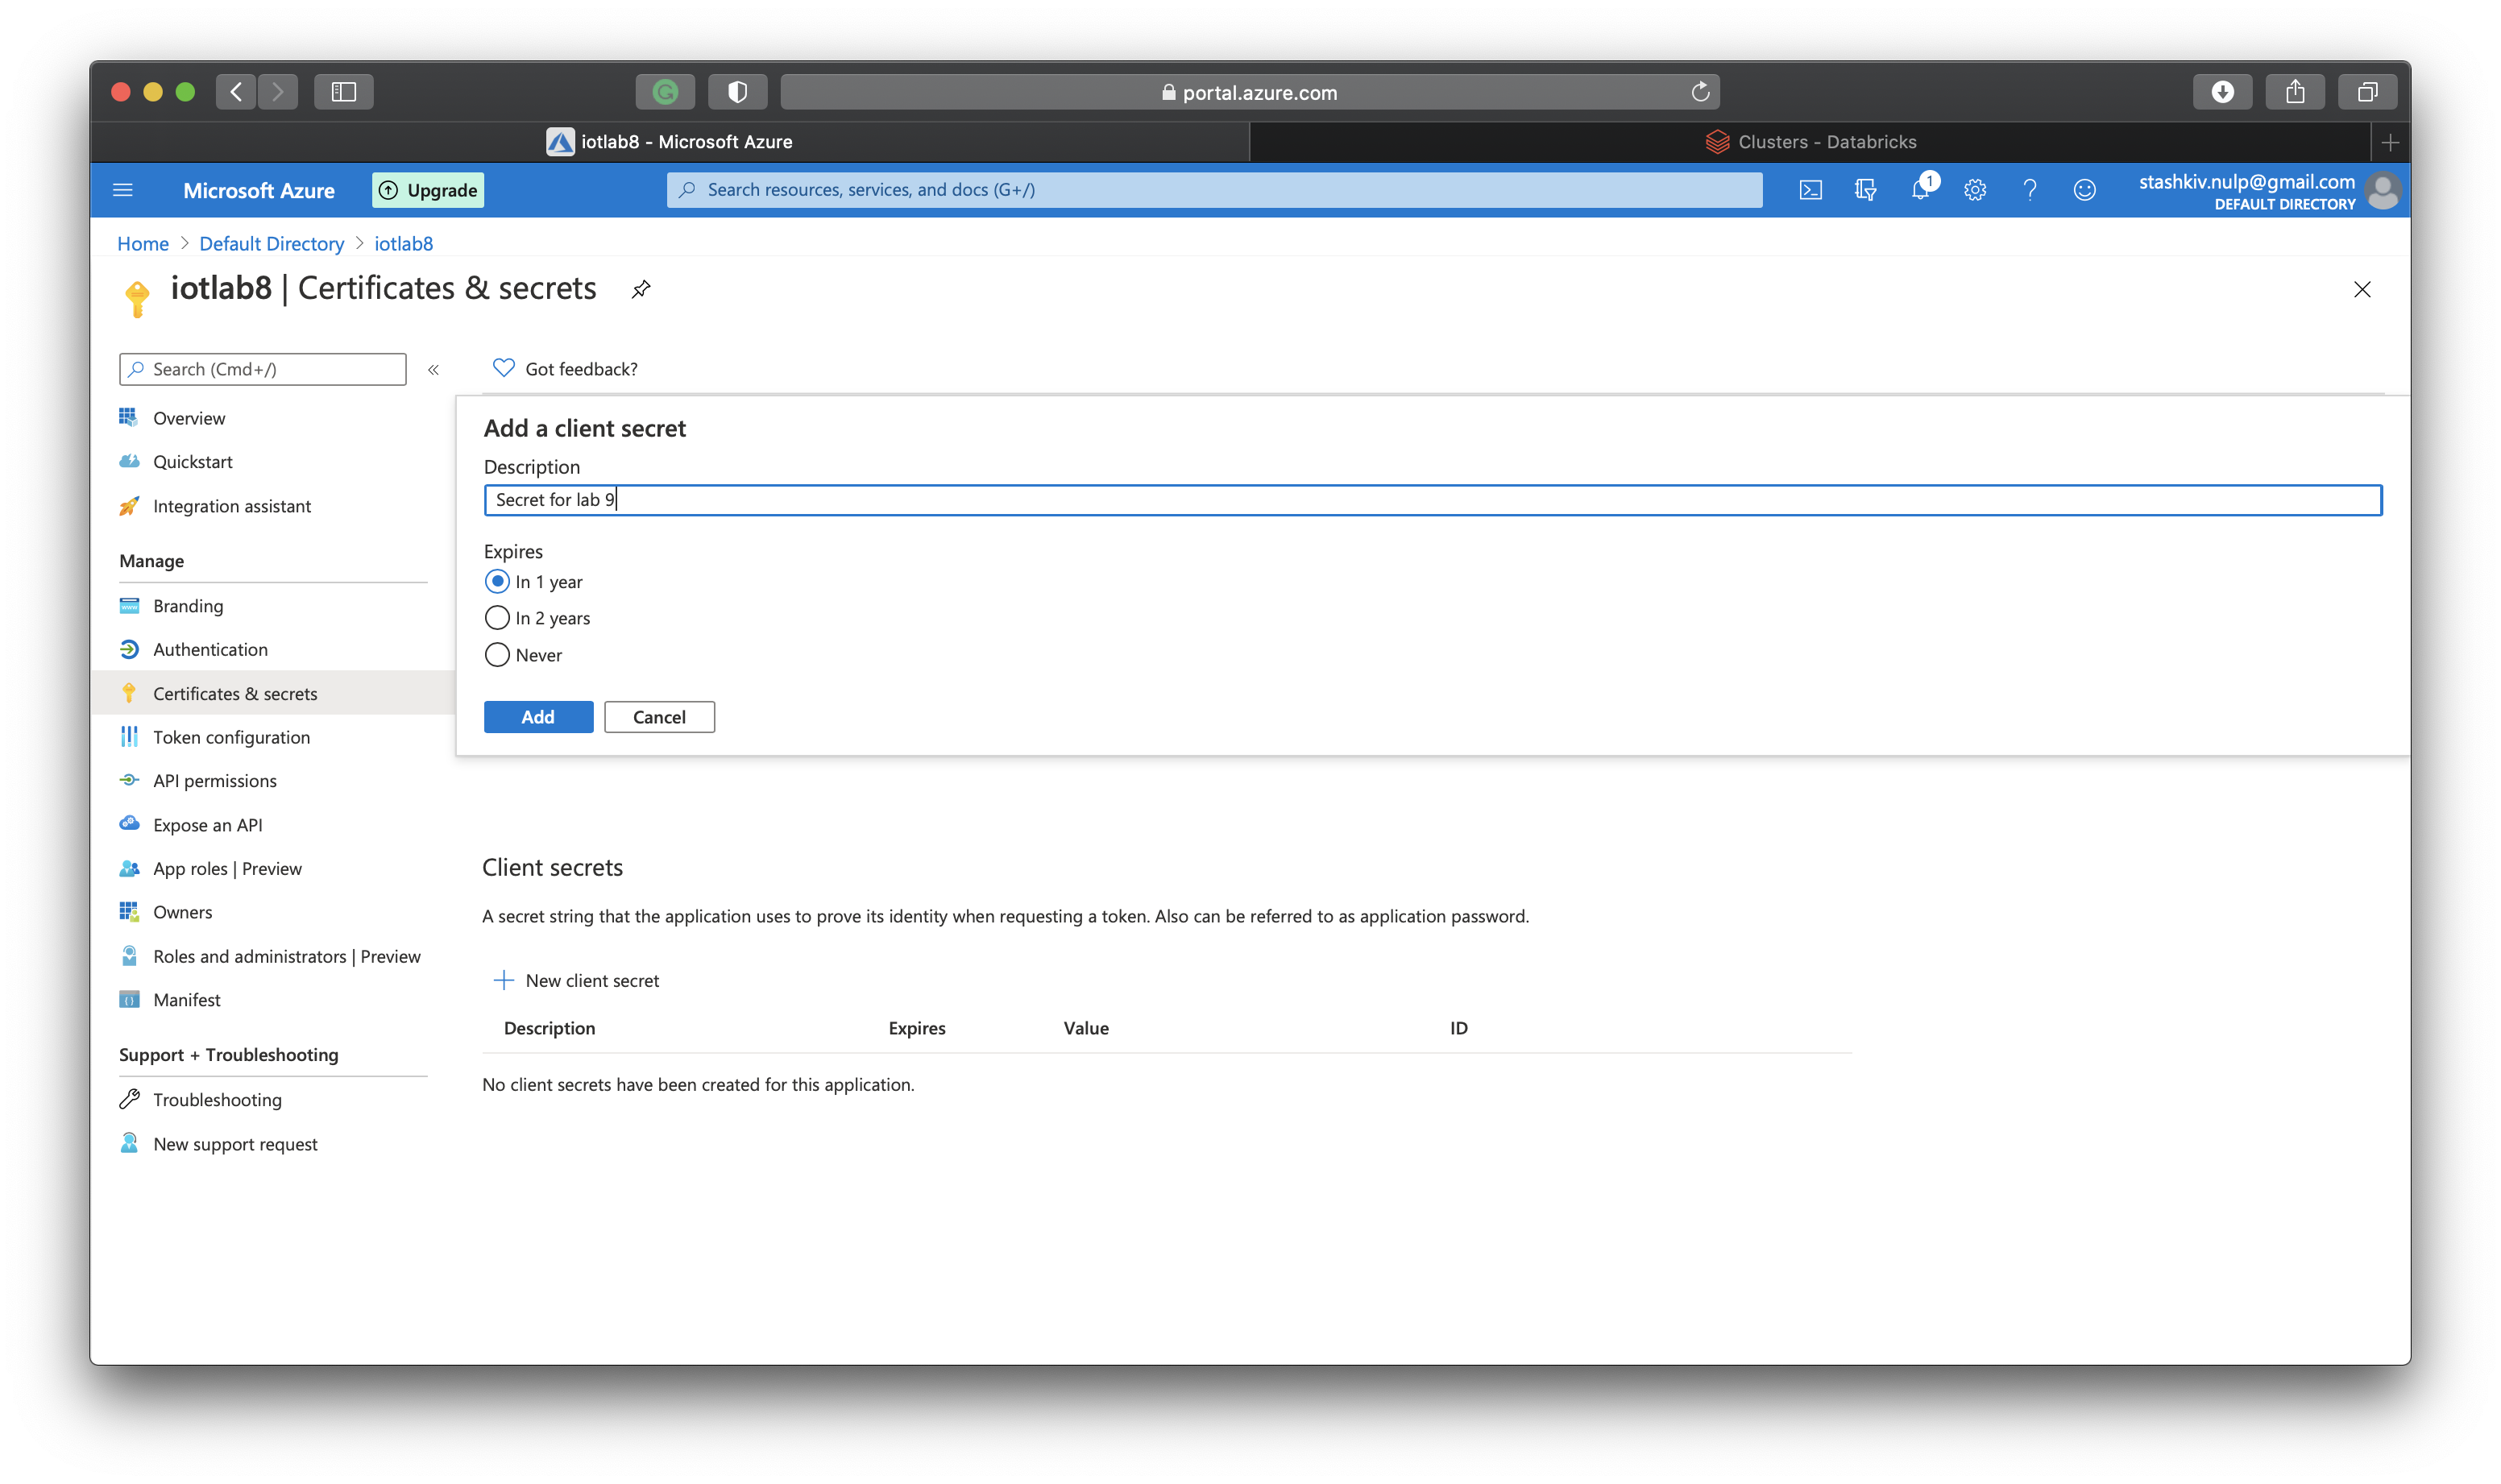 portal.azure.com
iotlab8 - Microsoft Azure
Clusters - Databricks
Microsoft Azure
Upgrade
Search resources, services, and docs (G+/)
1
stashkiv.nulp@gmail.com
DEFAULT DIRECTORY
Home > Default Directory > iotlab8
iotlab8 | Certificates & secrets
Search (Cmd+/)
«
Got feedback?
Overview
Quickstart
Integration assistant
Manage
Branding
Authentication
Certificates & secrets
Token configuration
API permissions
Expose an API
App roles | Preview
Owners
Roles and administrators | Preview
Manifest
Support + Troubleshooting
Troubleshooting
New support request
Add a client secret
Description
Secret for lab 9
Expires
In 1 year
In 2 years
Never
Add
Cancel
Client secrets
A secret string that the application uses to prove its identity when requesting a token. Also can be referred to as application password.
New client secret
Description Expires Value ID
No client secrets have been created for this application.